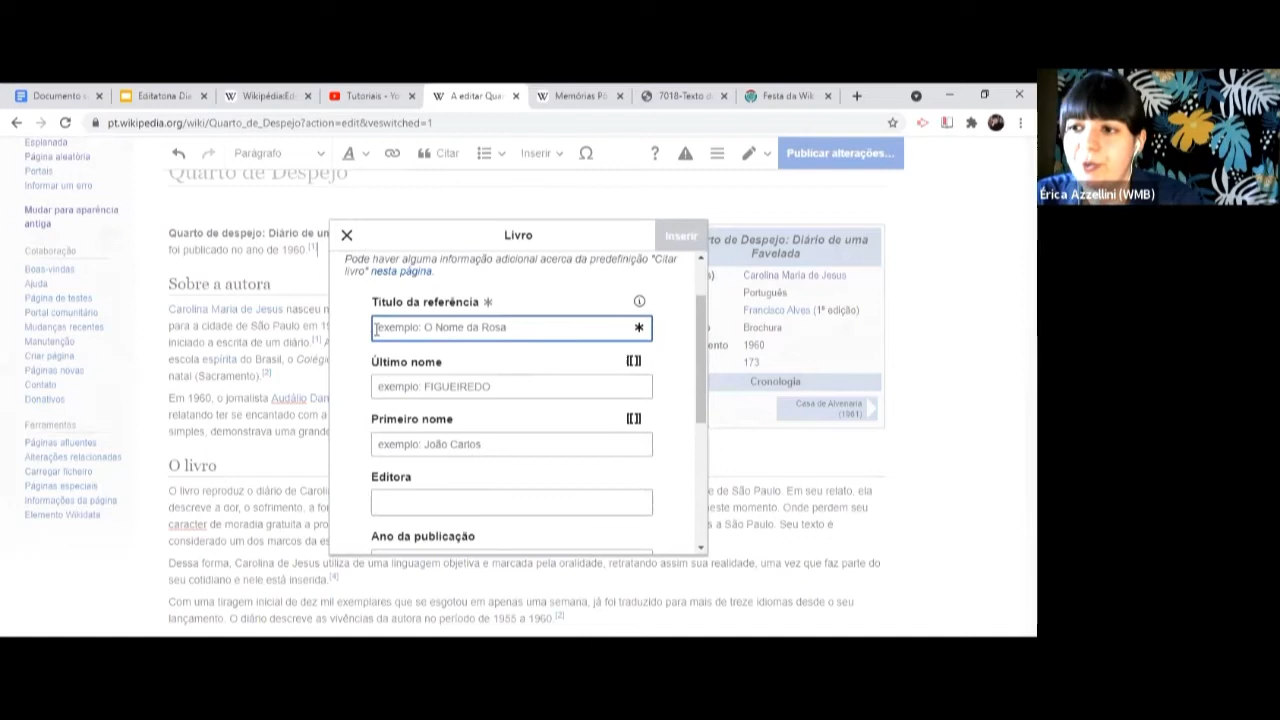 Documento
Editatona Dia
Wikipédia:Ed
Tutoriais - Yo
A editar Qua
Memórias Pó
7018-Texto d
Festa da Wik
pt.wikipedia.org/wiki/Quarto_de_Despejo?action=edit&veswitched=1
Érica Azzellini (WMB)
Parágrafo
A
Citar
Inserir
Ω
?
Publicar alterações...
Esplanada
Página aleatória
Portais
Informar um erro
Mudar para aparência
antiga
Colaboração
Boas-vindas
Ajuda
Página de testes
Portal comunitário
Mudanças recentes
Manutenção
Criar página
Páginas novas
Contato
Donativos
Ferramentas
Páginas afluentes
Alterações relacionadas
Carregar ficheiro
Páginas especiais
Informações da página
Elemento Wikidata
Quarto de Despejo
Quarto de despejo: Diário de um
foi publicado no ano de 1960.[1]
Sobre a autora
Carolina Maria de Jesus nasceu
para a cidade de São Paulo em 19
iniciado a escrita de um diário.[1]
escola espírita do Brasil, o Colégi
natal (Sacramento).[3]
Em 1960, o jornalista Audálio Dan
relatando ter se encantado com a
simples, demonstrava uma grande
O livro
O livro reproduz o diário de Caroli
descreve a dor, o sofrimento, a fo
caracter de moradia gratuita a pro
considerado um dos marcos da es
de São Paulo. Em seu relato, ela
este momento. Onde perdem seu
s a São Paulo. Seu texto é
Dessa forma, Carolina de Jesus utiliza de uma linguagem objetiva e marcada pela oralidade, retratando assim sua realidade, uma vez que faz parte do
seu cotidiano e nele está inserida.[4]
Com uma tiragem inicial de dez mil exemplares que se esgotou em apenas uma semana, já foi traduzido para mais de treze idiomas desde o seu
lançamento. O diário descreve as vivências da autora no período de 1955 a 1960.[2]
Livro
Inserir
Pode haver alguma informação adicional acerca da predefinição "Citar
livro" nesta página.
Título da referência *
exemplo: O Nome da Rosa *
Último nome [[]]
exemplo: FIGUEIREDO
Primeiro nome [[]]
exemplo: João Carlos
Editora
Ano da publicação
to de Despejo: Diário de uma
Favelada
Carolina Maria de Jesus
Português
Francisco Alves (1ª edição)
Brochura
1960
173
Cronologia
Casa de Alvenaria
(1961)